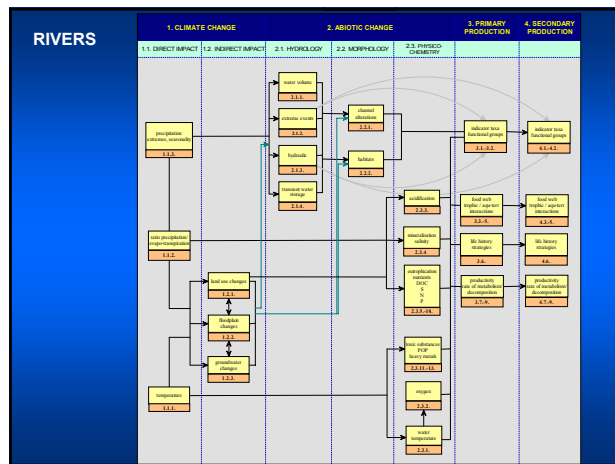 RIVERS
1. CLIMATE CHANGE
2. ABIOTIC CHANGE
3. PRIMARY
PRODUCTION
4. SECONDARY
PRODUCTION
1.1. DIRECT IMPACT
1.2. INDIRECT IMPACT
2.1. HYDROLOGY
2.2. MORPHOLOGY
2.3. PHYSICO-
CHEMISTRY
water volume
2.1.1.
extreme events
2.1.2.
hydraulic
2.1.3.
transient water
storage
2.1.4.
channel
alterations
2.2.1.
habitats
2.2.2.
precipitation
extremes, seasonality
1.1.3.
indicator taxa
functional groups
3.1.-3.2.
indicator taxa
functional groups
4.1.-4.2.
acidification
2.3.3.
food web
trophic / aqu-terr
interactions
3.3.-5.
food web
trophic / aqu-terr
interactions
4.3.-5.
ratio precipitation/
evapo-transpiration
1.1.2.
mineralisation
salinity
2.3.4.
life history
strategies
3.6.
life history
strategies
4.6.
land use changes
1.2.1.
eutrophication
nutrients
DOC
S
N
P
2.3.5.-10.
productivity
rate of metabolism/
decomposition
3.7.-9.
productivity
rate of metabolism/
decomposition
4.7.-9.
floodplain
changes
1.2.2.
groundwater
changes
1.2.3.
toxic substances
POP
heavy metals
2.3.11.-13.
temperature
1.1.1.
oxygen
2.3.2.
water
temperature
2.3.1.